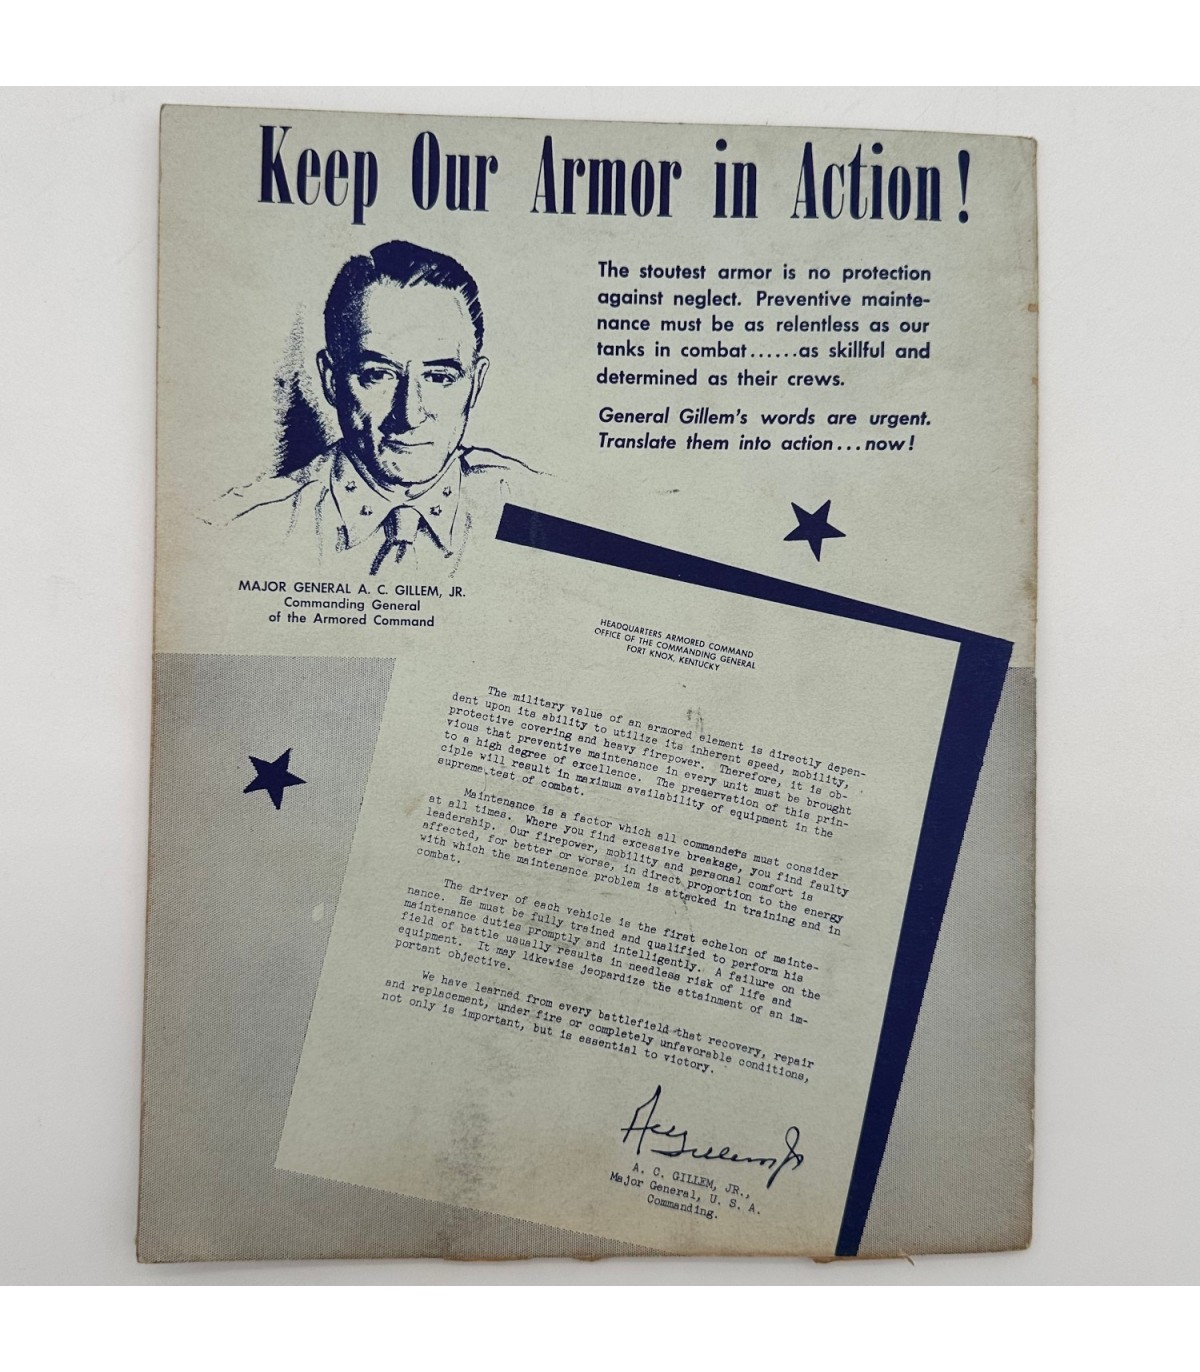 Keep Our Armor in Action!
The stoutest armor is no protection
against neglect. Preventive mainte-
nance must be as relentless as our
tanks in combat......as skillful and
determined as their crews.
General Gillem's words are urgent.
Translate them into action...now!
MAJOR GENERAL A. C. GILLEM, JR.
Commanding General
of the Armored Command
HEADQUARTERS ARMORED COMMAND
OFFICE OF THE COMMANDING GENERAL
FORT KNOX, KENTUCKY
The military value of an armored element is directly depen-
dent upon its ability to utilize its inherent speed, mobility,
protective covering and heavy firepower. Therefore, it is ob-
vious that preventive maintenance in every unit must be brought
to a high degree of excellence. The preservation of this prin-
ciple will result in maximum availability of equipment in the
supreme test of combat.
Maintenance is a factor which all commanders must consider
at all times. Where you find excessive breakage, you find faulty
leadership. Our firepower, mobility and personal comfort is
affected, for better or worse, in direct proportion to the energy
with which the maintenance problem is attacked in training and in
combat.
The driver of each vehicle is the first echelon of mainte-
nance. He must be fully trained and qualified to perform his
maintenance duties promptly and intelligently. A failure on the
field of battle usually results in needless risk of life and
equipment. It may likewise jeopardize the attainment of an im-
portant objective.
We have learned from every battlefield that recovery, repair
and replacement, under fire or completely unfavorable conditions,
not only is important, but is essential to victory.
A C Gillem Jr
A. C. GILLEM, JR.,
Major General, U. S. A.
Commanding.